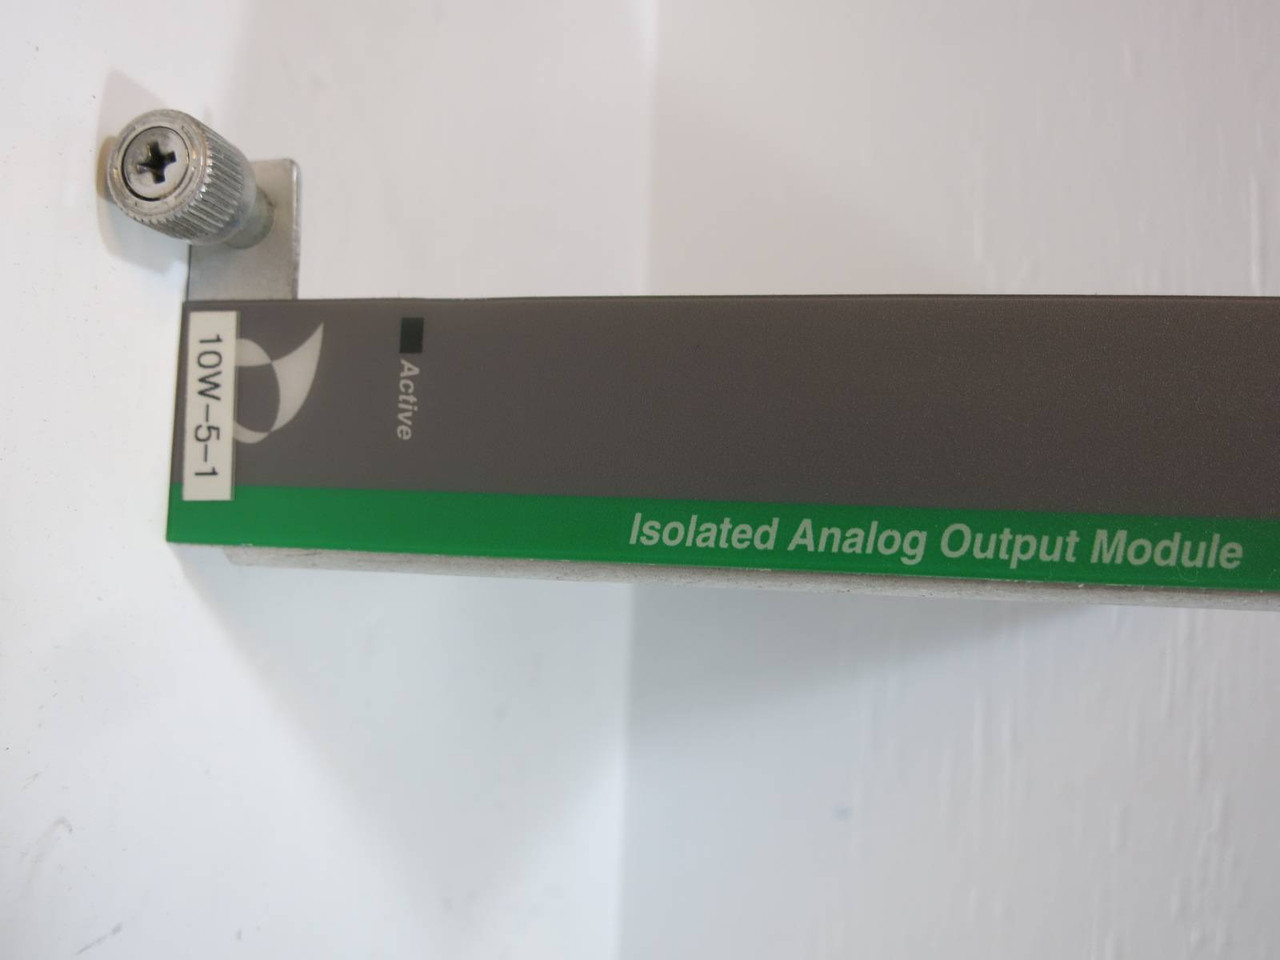 10W-5-1
Active
Isolated Analog Output Module